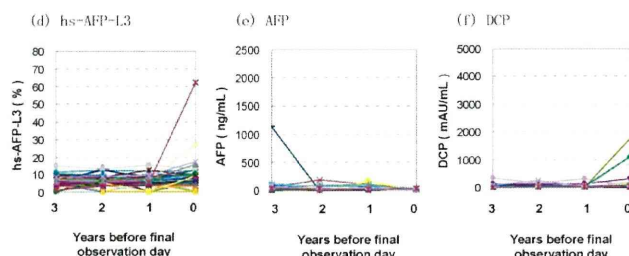 (d) hs-AFP-L3
(e) AFP
(f) DCP
hs-AFP-L3 ( % )
80
70
60
50
40
30
20
10
0
3 2 1 0
Years before final
observation day
AFP ( ng/mL )
2500
2000
1500
1000
500
0
3 2 1 0
Years before final
observation day
DCP ( mAU/mL )
5000
4000
3000
2000
1000
0
3 2 1 0
Years before final
observation day